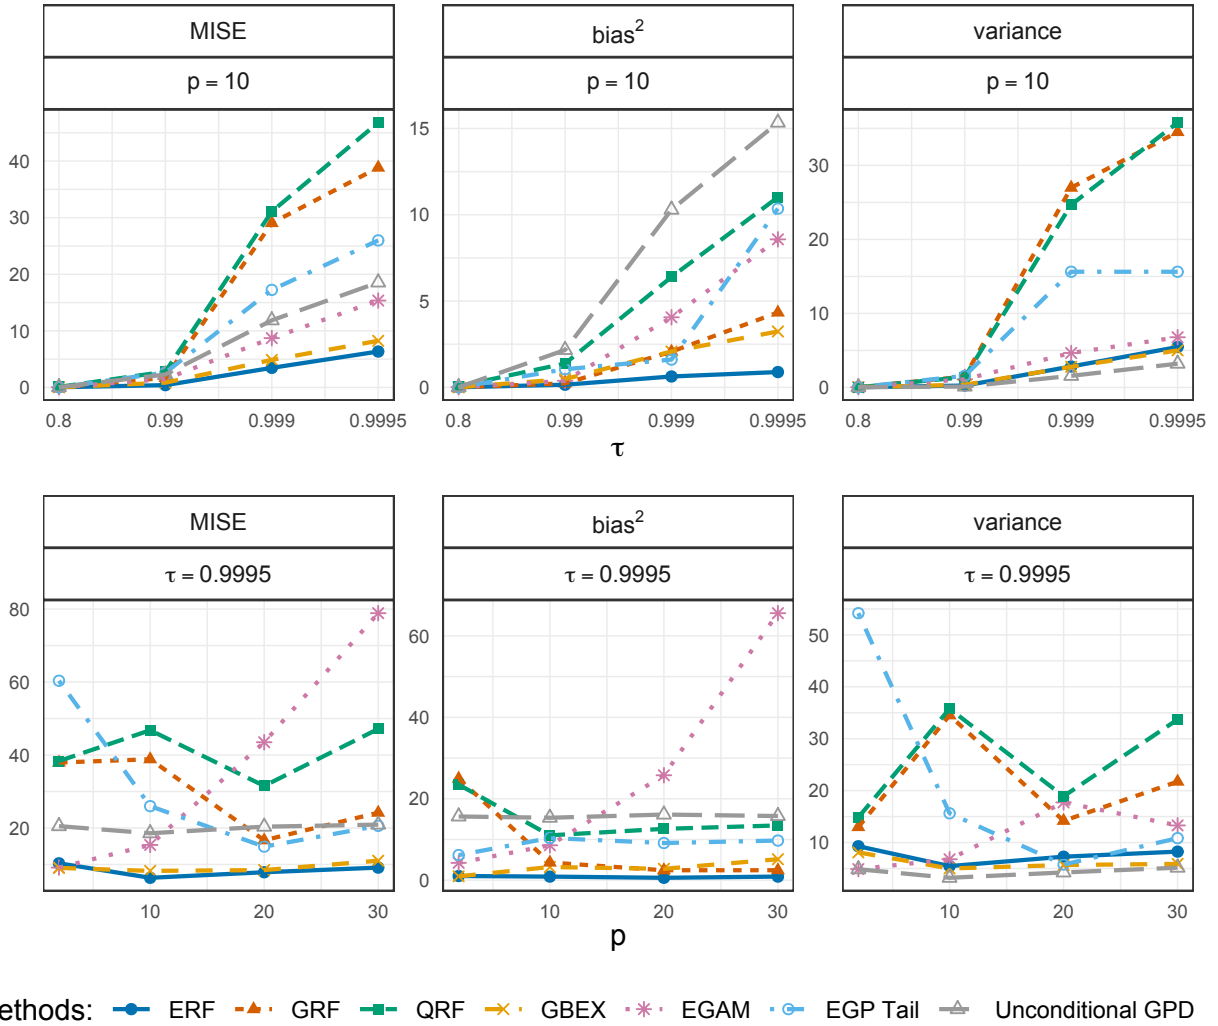 MISE bias² variance
p = 10 p = 10 p = 10
40 30 20 10 0
15 10 5 0
30 20 10 0
0.8 0.99 0.999 0.9995 0.8 0.99 0.999 0.9995 0.8 0.99 0.999 0.9995
τ
MISE bias² variance
τ = 0.9995 τ = 0.9995 τ = 0.9995
80 60 40 20
60 40 20 0
50 40 30 20 10
10 20 30 10 20 30 10 20 30
p
ethods: ERF GRF QRF GBEX EGAM EGP Tail Unconditional GPD